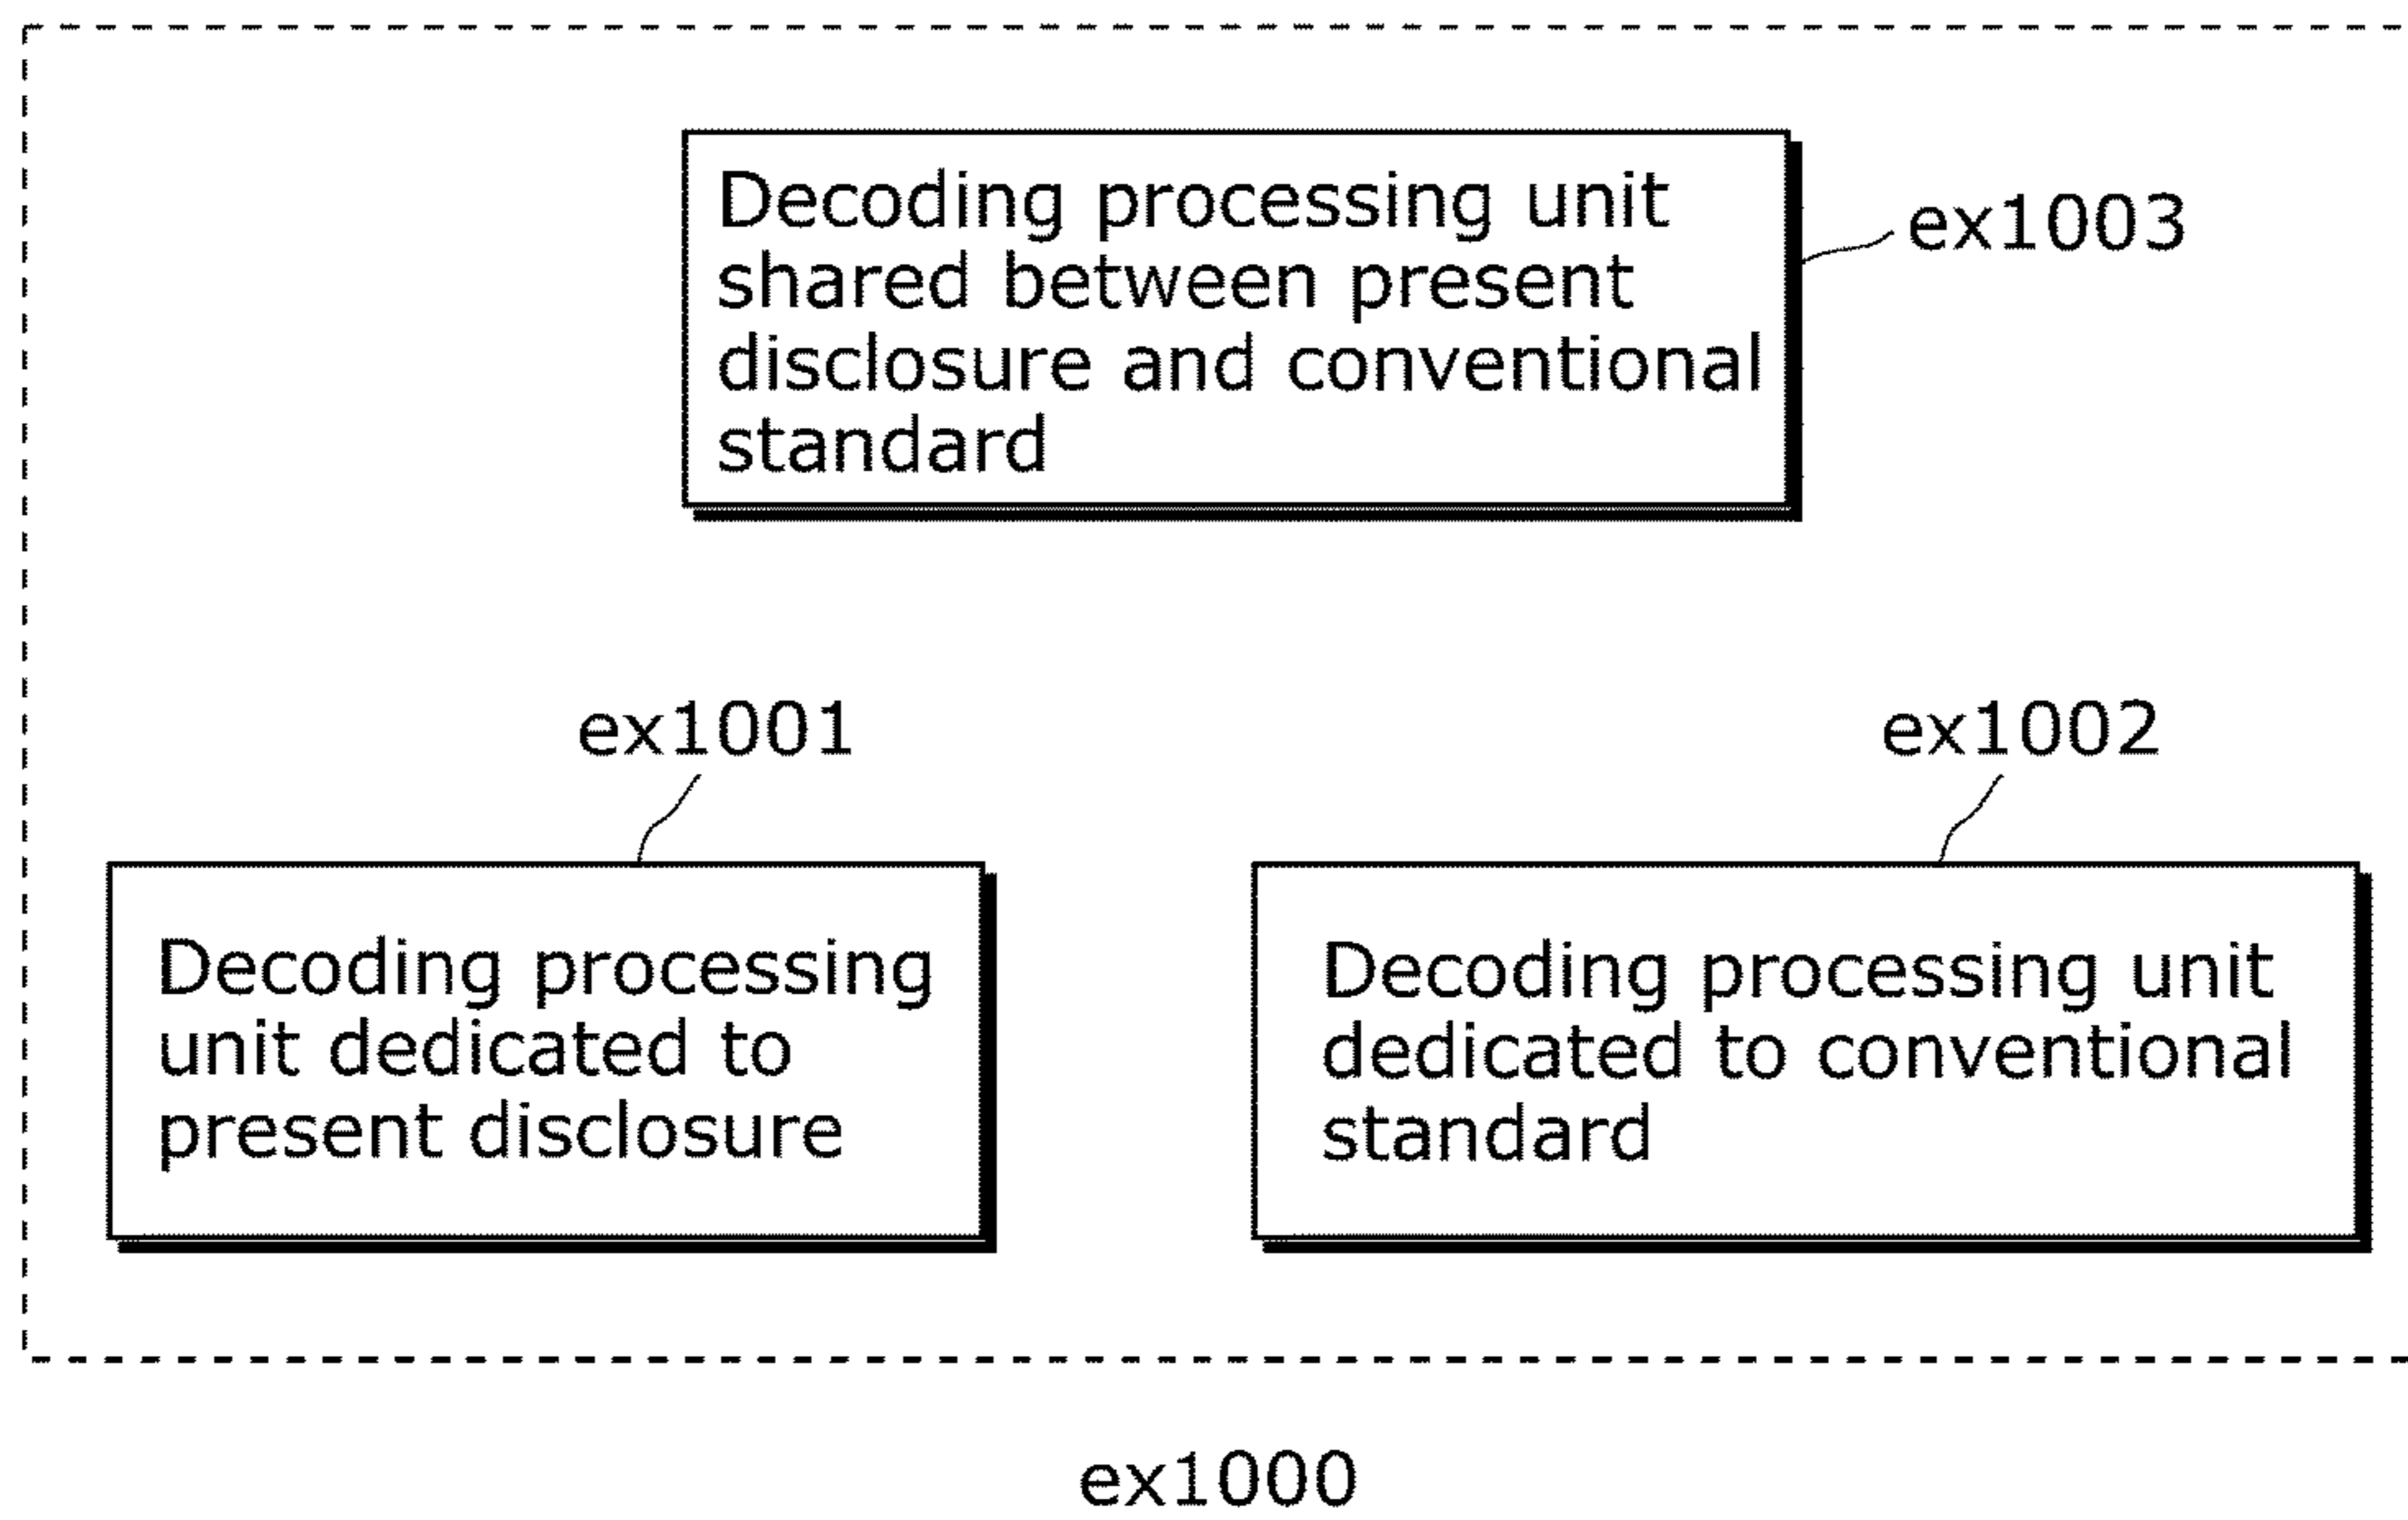 Decoding processing unit
shared between present
disclosure and conventional
standard
ex1003
ex1001
ex1002
Decoding processing
unit dedicated to
present disclosure
Decoding processing unit
dedicated to conventional
standard
ex1000